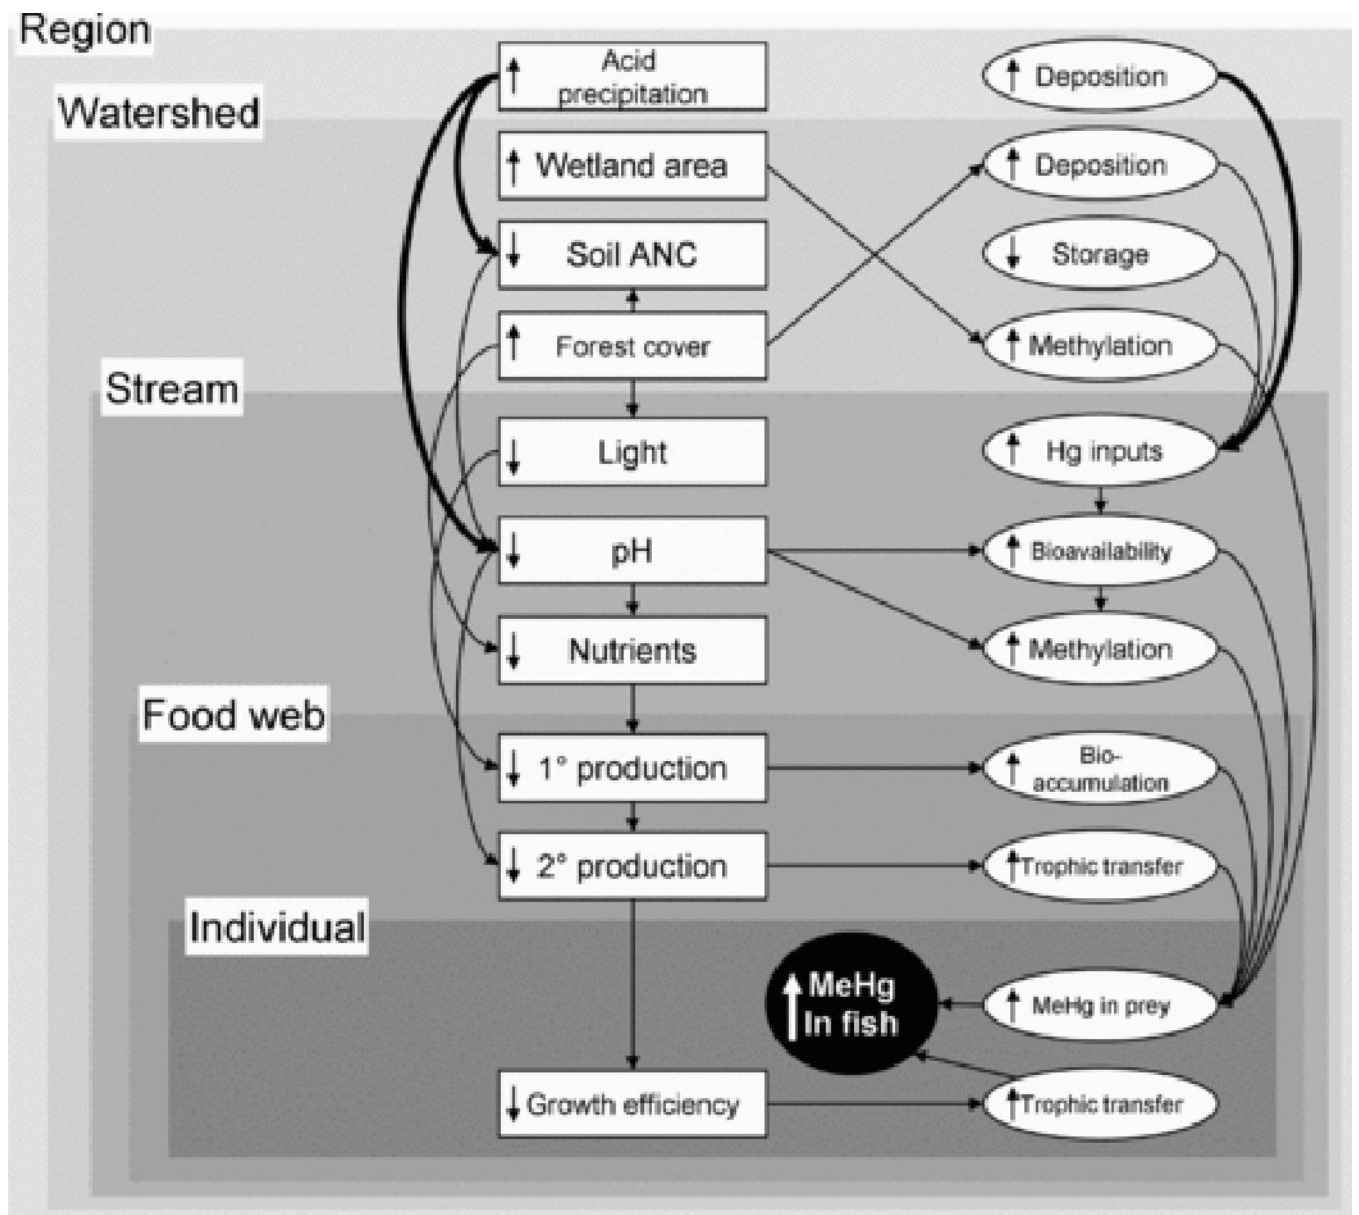 Region
Acid
precipitation
Deposition
Watershed
Wetland area
Deposition
Soil ANC
Storage
Forest cover
Methylation
Stream
Light
Hg inputs
pH
Bioavailability
Nutrients
Methylation
Food web
1° production
Bio-
accumulation
2° production
Trophic transfer
Individual
MeHg
In fish
MeHg in prey
Growth efficiency
Trophic transfer